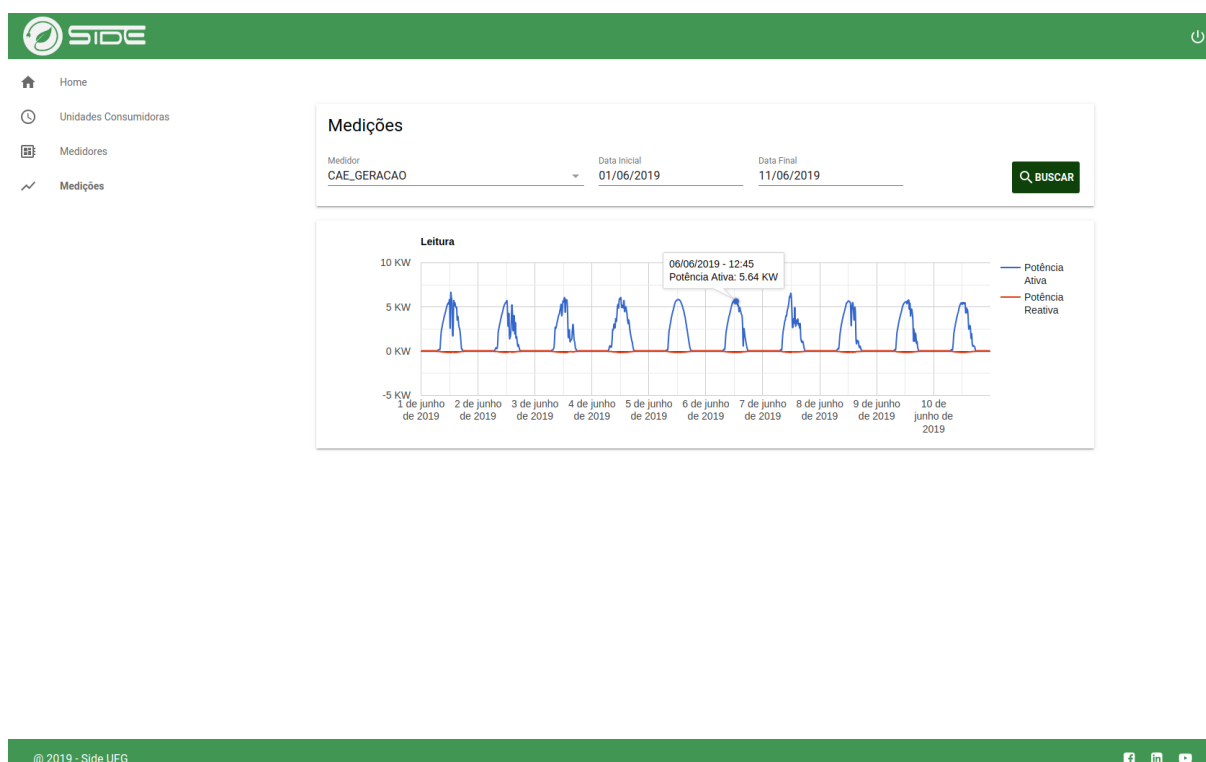 SIDE
Home
Unidades Consumidoras
Medidores
Medições
Medições
Medidor
CAE_GERACAO
Data Inicial
01/06/2019
Data Final
11/06/2019
BUSCAR
Leitura
10 KW
5 KW
0 KW
-5 KW
06/06/2019 - 12:45
Potência Ativa: 5.64 KW
Potência
Ativa
Potência
Reativa
1 de junho
de 2019
2 de junho
de 2019
3 de junho
de 2019
4 de junho
de 2019
5 de junho
de 2019
6 de junho
de 2019
7 de junho
de 2019
8 de junho
de 2019
9 de junho
de 2019
10 de
junho de
2019
@ 2019 - Side UFG